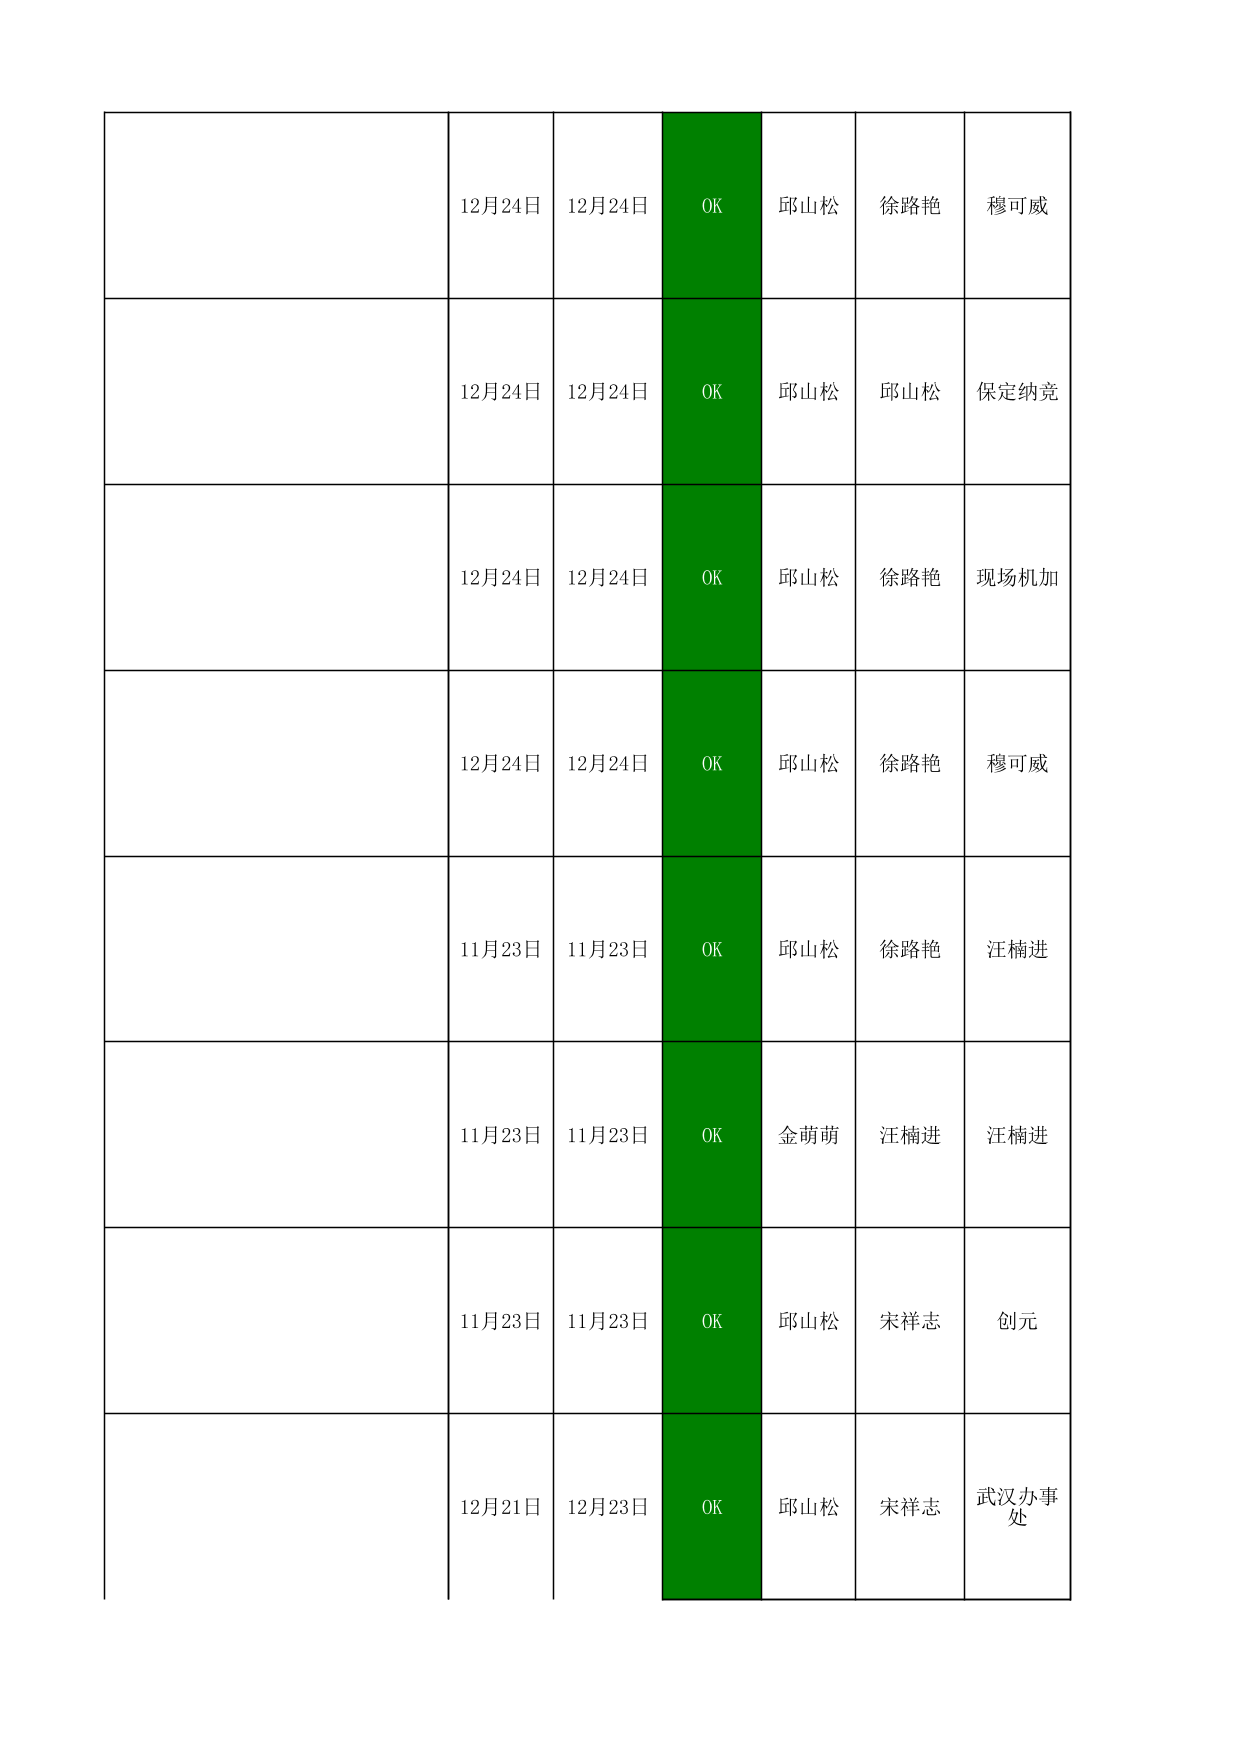 12月24日 12月24日 OK 邱山松 徐路艳 穆可威
12月24日 12月24日 OK 邱山松 邱山松 保定纳竞
12月24日 12月24日 OK 邱山松 徐路艳 现场机加
12月24日 12月24日 OK 邱山松 徐路艳 穆可威
11月23日 11月23日 OK 邱山松 徐路艳 汪楠进
11月23日 11月23日 OK 金萌萌 汪楠进 汪楠进
11月23日 11月23日 OK 邱山松 宋祥志 创元
12月21日 12月23日 OK 邱山松 宋祥志 武汉办事
处